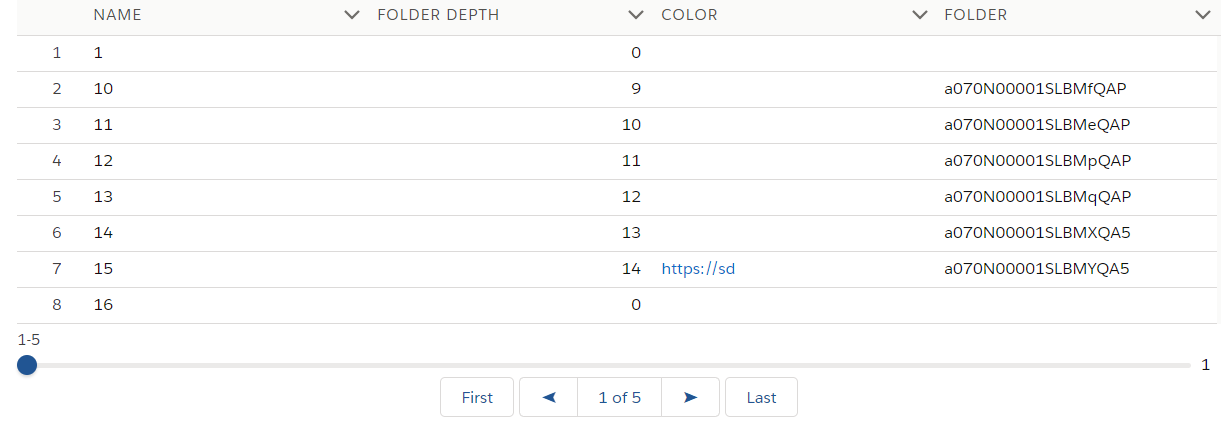 NAME FOLDER DEPTH COLOR FOLDER
1 1 0
2 10 9 a070N00001SLBMfQAP
3 11 10 a070N00001SLBMeQAP
4 12 11 a070N00001SLBMpQAP
5 13 12 a070N00001SLBMqQAP
6 14 13 a070N00001SLBMXQA5
7 15 14 https://sd a070N00001SLBMYQA5
8 16 0
1-5
1
First 1 of 5 Last